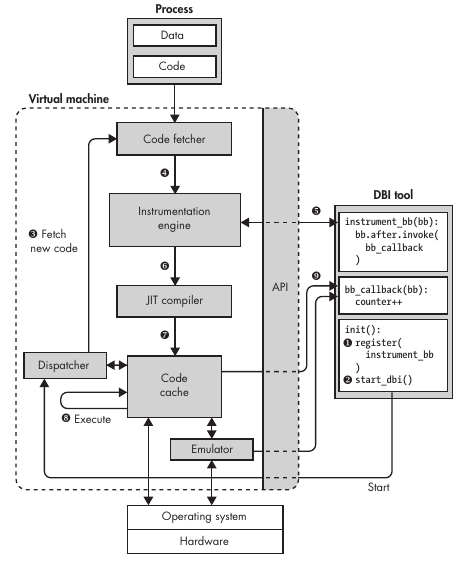 Process
Data
Code
Virtual machine
Code fetcher
❹
Instrumentation
engine
❸ Fetch
new code
❻
JIT compiler
❼
Dispatcher
Code
cache
❽ Execute
Emulator
API
❺
❾
DBI tool
instrument_bb(bb):
bb.after.invoke(
bb_callback
)
bb_callback(bb):
counter++
init():
❶ register(
instrument_bb
)
❷ start_dbi()
Start
Operating system
Hardware